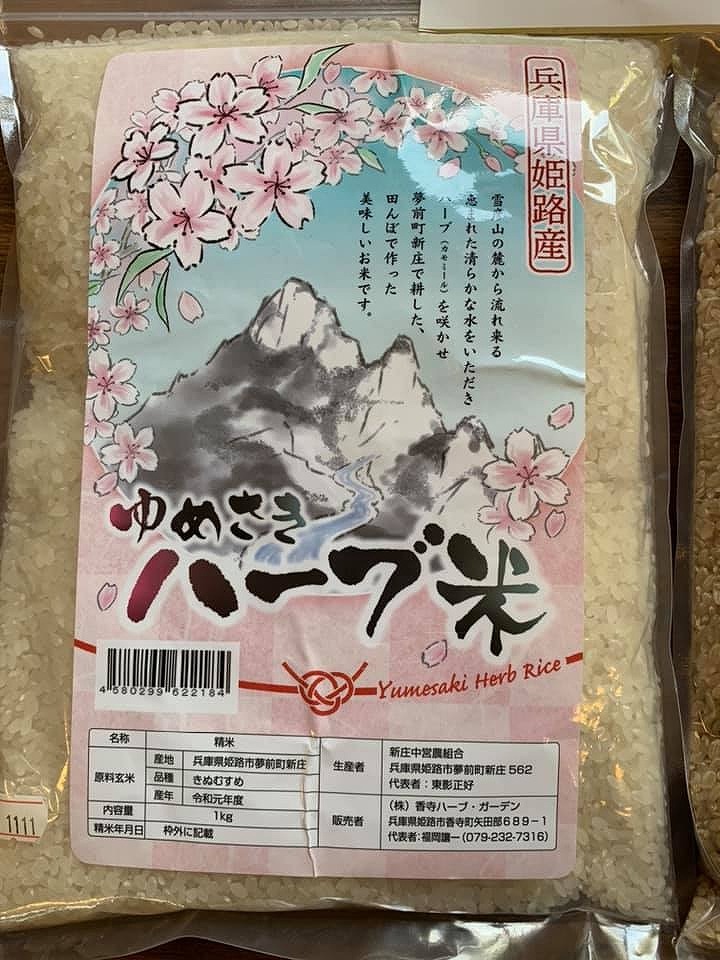 兵庫県姫路産
雪彦山の麓から流れ来る
恵まれた清らかな水をいただき
ハーブ(カモミール)を咲かせ
夢前町新庄で耕した、
田んぼで作った
美味しいお米です。
ゆめさき
ハーブ米
4 580299 622184
Yumesaki Herb Rice
名称 精米
原料玄米 産地 兵庫県姫路市夢前町新庄
品種 きぬむすめ
産年 令和元年度
内容量 1kg
精米年月日 枠外に記載
生産者 新庄中営農組合
兵庫県姫路市夢前町新庄 562
代表者：東影正好
販売者 (株) 香寺ハーブ・ガーデン
兵庫県姫路市香寺町矢田部689-1
代表者:福岡譲一 (079-232-7316)
1111